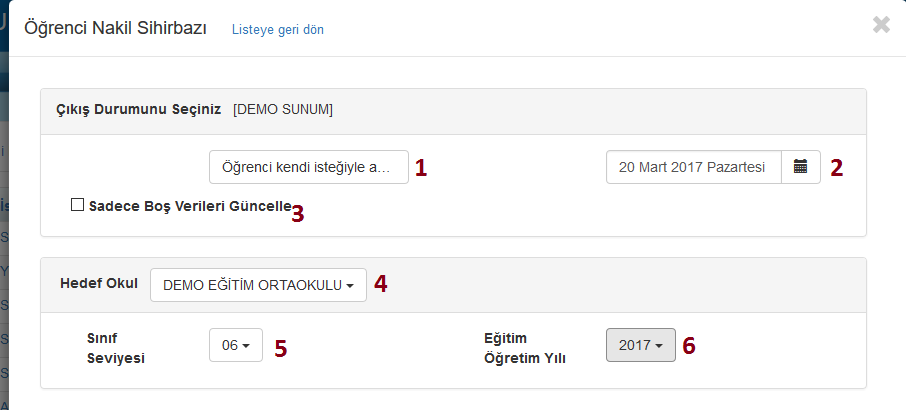 Öğrenci Nakil Sihirbazı Listeye geri dön
Çıkış Durumunu Seçiniz [DEMO SUNUM]
Öğrenci kendi isteğiyle a... 1 20 Mart 2017 Pazartesi 2
Sadece Boş Verileri Güncelle 3
Hedef Okul DEMO EĞİTİM ORTAOKULU 4
Sınıf Seviyesi 06 5 Eğitim Öğretim Yılı 2017 6